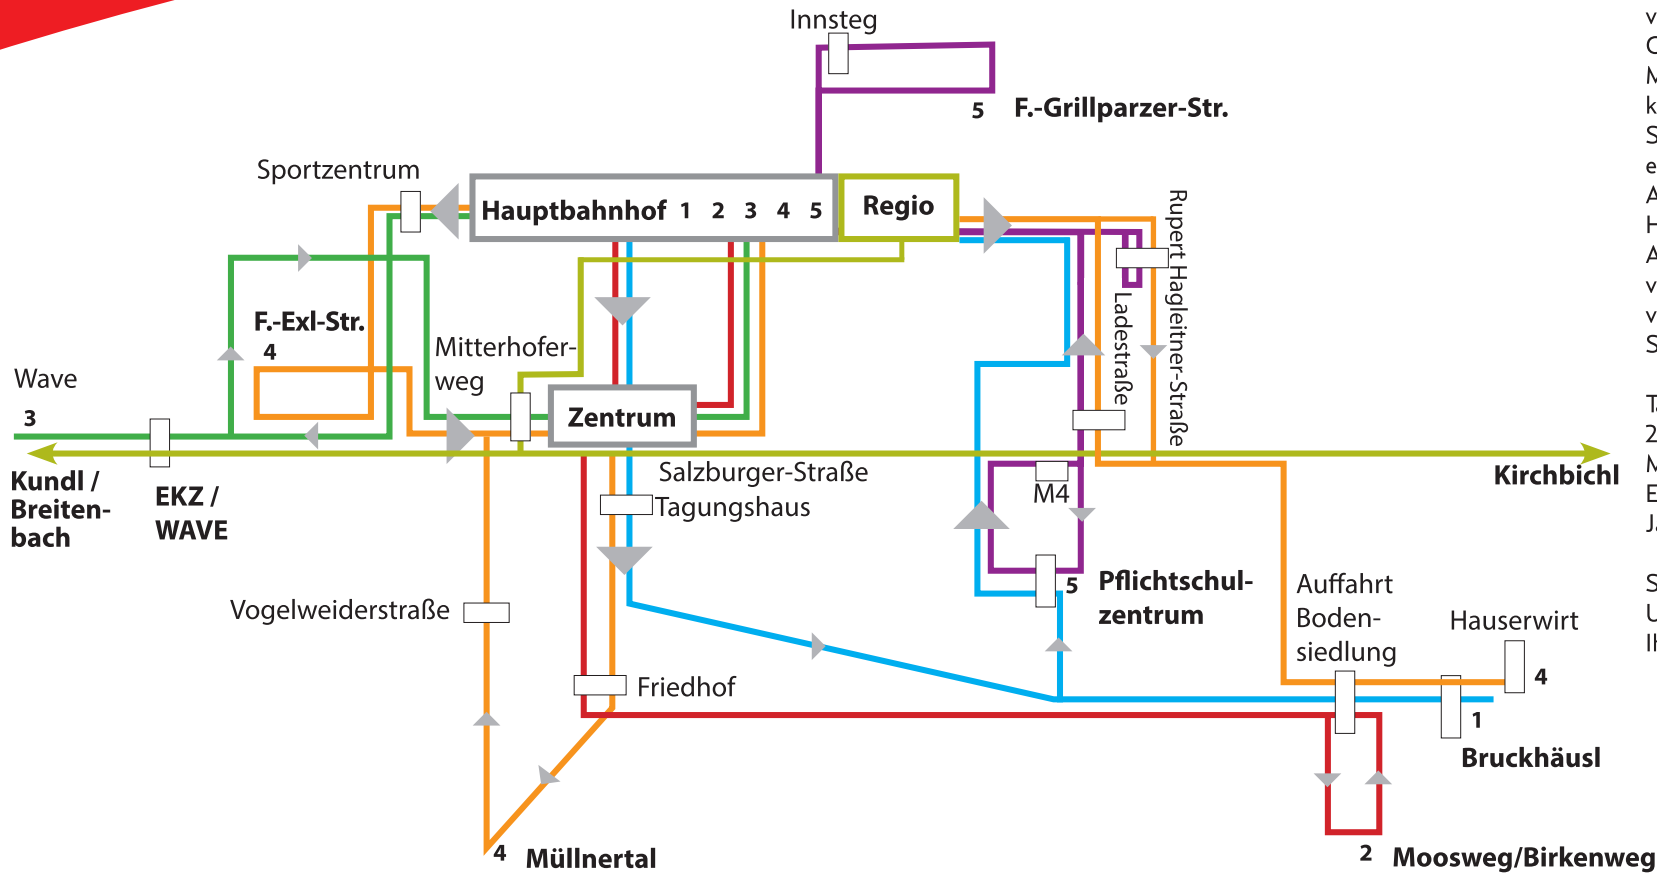 Innsteg
5 F.-Grillparzer-Str.
Sportzentrum
Hauptbahnhof 1 2 3 4 5
Regio
Rupert Hagleitner-Straße
Ladestraße
F.-Exl-Str.
4
Mitterhofer-
weg
Wave
3
Zentrum
Kundl /
Breiten-
bach
EKZ /
WAVE
Salzburger-Straße
Tagungshaus
M4
Kirchbichl
5 Pflichtschul-
zentrum
Vogelweiderstraße
Auffahrt
Boden-
siedlung
Hauserwirt
4
Friedhof
1
Bruckhäusl
4 Müllnertal
2 Moosweg/Birkenweg